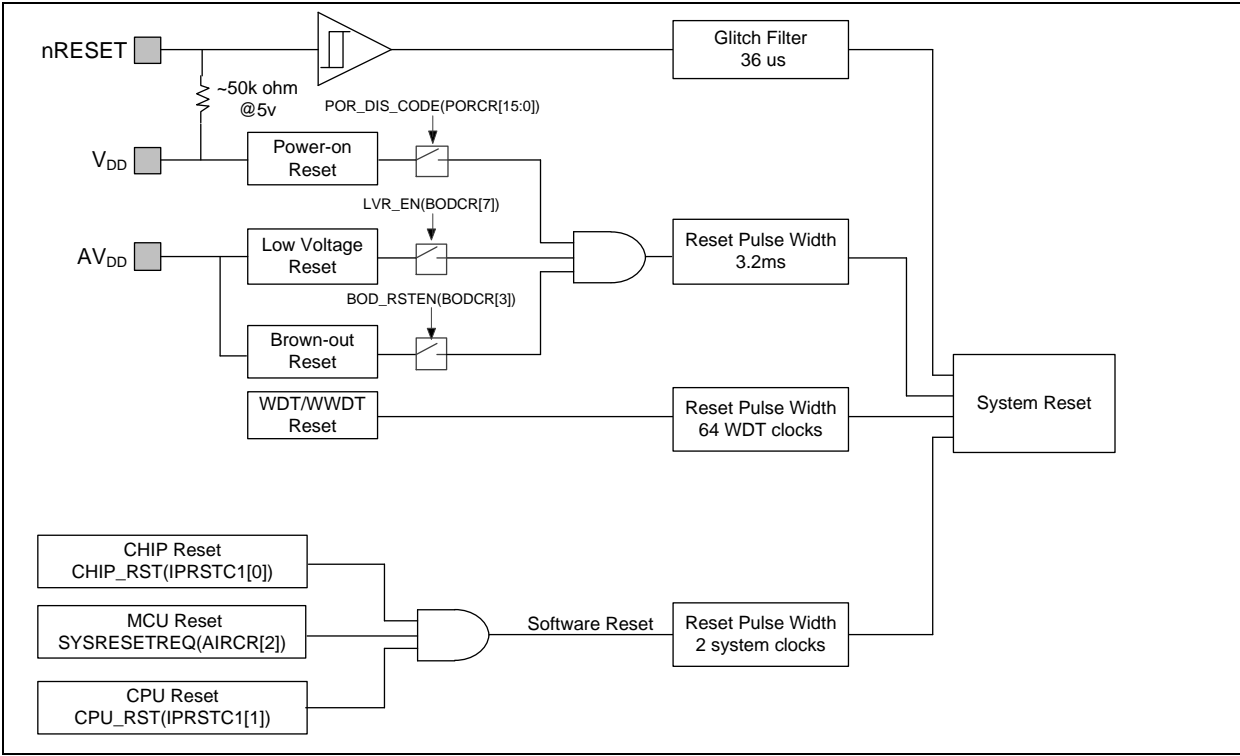 nRESET
~50k ohm
@5v
Glitch Filter
36 us
POR_DIS_CODE(PORCR[15:0])
VDD
Power-on
Reset
LVR_EN(BODCR[7])
AVDD
Low Voltage
Reset
Reset Pulse Width
3.2ms
BOD_RSTEN(BODCR[3])
Brown-out
Reset
WDT/WWDT
Reset
Reset Pulse Width
64 WDT clocks
System Reset
CHIP Reset
CHIP_RST(IPRSTC1[0])
MCU Reset
SYSRESETREQ(AIRCR[2])
Software Reset
Reset Pulse Width
2 system clocks
CPU Reset
CPU_RST(IPRSTC1[1])